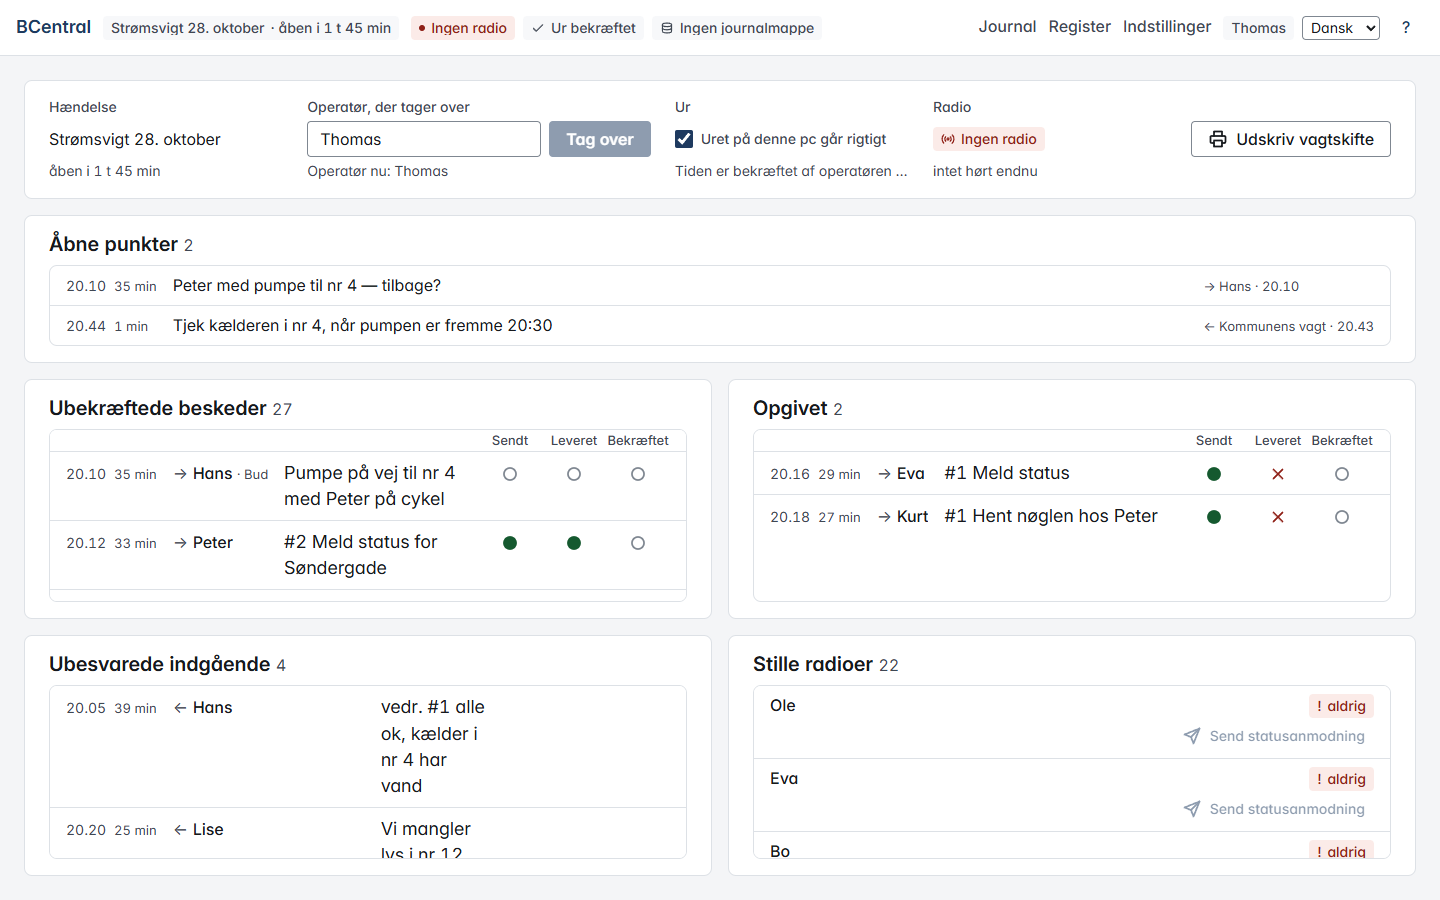 BCentral Strømsvigt 28. oktober · åben i 1 t 45 min Ingen radio Ur bekræftet Ingen journalmappe Journal Register Indstillinger Thomas Dansk ?
Hændelse Operatør, der tager over Ur Radio
Strømsvigt 28. oktober Thomas Tag over Uret på denne pc går rigtigt Ingen radio Udskriv vagtskifte
åben i 1 t 45 min Operatør nu: Thomas Tiden er bekræftet af operatøren ... intet hørt endnu
Åbne punkter 2
20.10 35 min Peter med pumpe til nr 4 — tilbage? → Hans · 20.10
20.44 1 min Tjek kælderen i nr 4, når pumpen er fremme 20:30 ← Kommunens vagt · 20.43
Ubekræftede beskeder 27
Sendt Leveret Bekræftet
20.10 35 min → Hans · Bud Pumpe på vej til nr 4
med Peter på cykel
20.12 33 min → Peter #2 Meld status for
Søndergade
Opgivet 2
Sendt Leveret Bekræftet
20.16 29 min → Eva #1 Meld status
20.18 27 min → Kurt #1 Hent nøglen hos Peter
Ubesvarede indgående 4
20.05 39 min ← Hans vedr. #1 alle
ok, kælder i
nr 4 har
vand
20.20 25 min ← Lise Vi mangler
lys i nr 12
Stille radioer 22
Ole ! aldrig
Send statusanmodning
Eva ! aldrig
Send statusanmodning
Bo ! aldrig